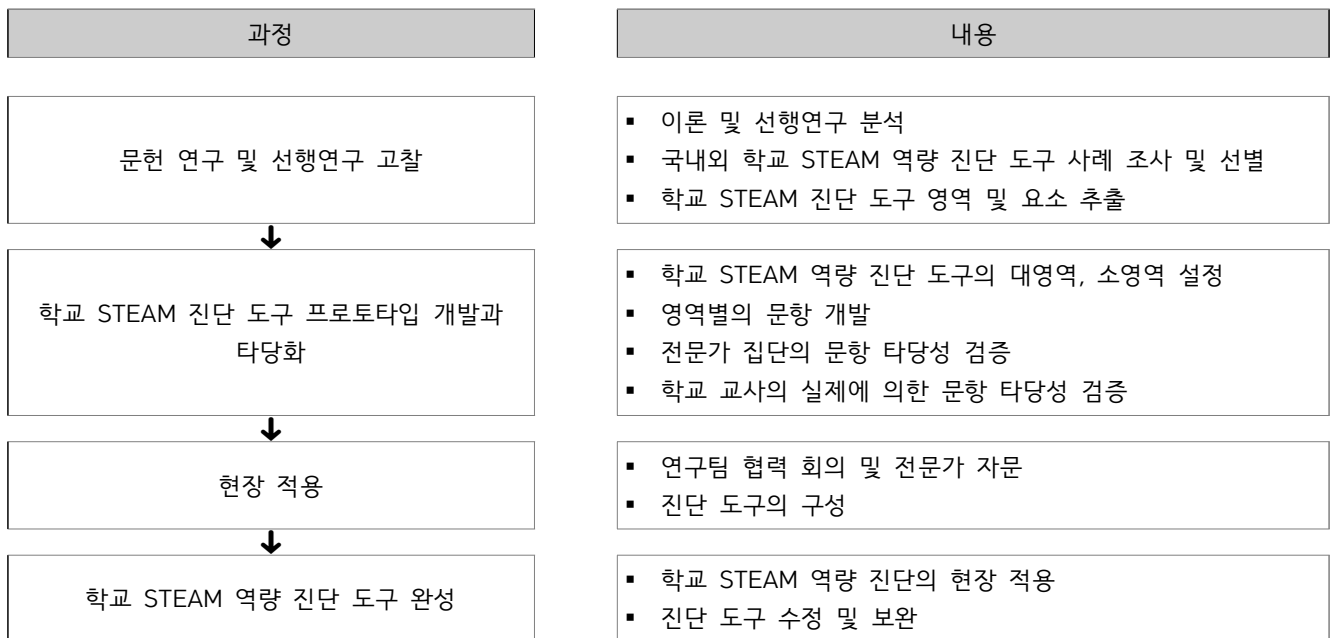 과정
내용
문헌 연구 및 선행연구 고찰
▪ 이론 및 선행연구 분석
▪ 국내외 학교 STEAM 역량 진단 도구 사례 조사 및 선별
▪ 학교 STEAM 진단 도구 영역 및 요소 추출
학교 STEAM 진단 도구 프로토타입 개발과
타당화
▪ 학교 STEAM 역량 진단 도구의 대영역, 소영역 설정
▪ 영역별의 문항 개발
▪ 전문가 집단의 문항 타당성 검증
▪ 학교 교사의 실제에 의한 문항 타당성 검증
현장 적용
▪ 연구팀 협력 회의 및 전문가 자문
▪ 진단 도구의 구성
학교 STEAM 역량 진단 도구 완성
▪ 학교 STEAM 역량 진단의 현장 적용
▪ 진단 도구 수정 및 보완